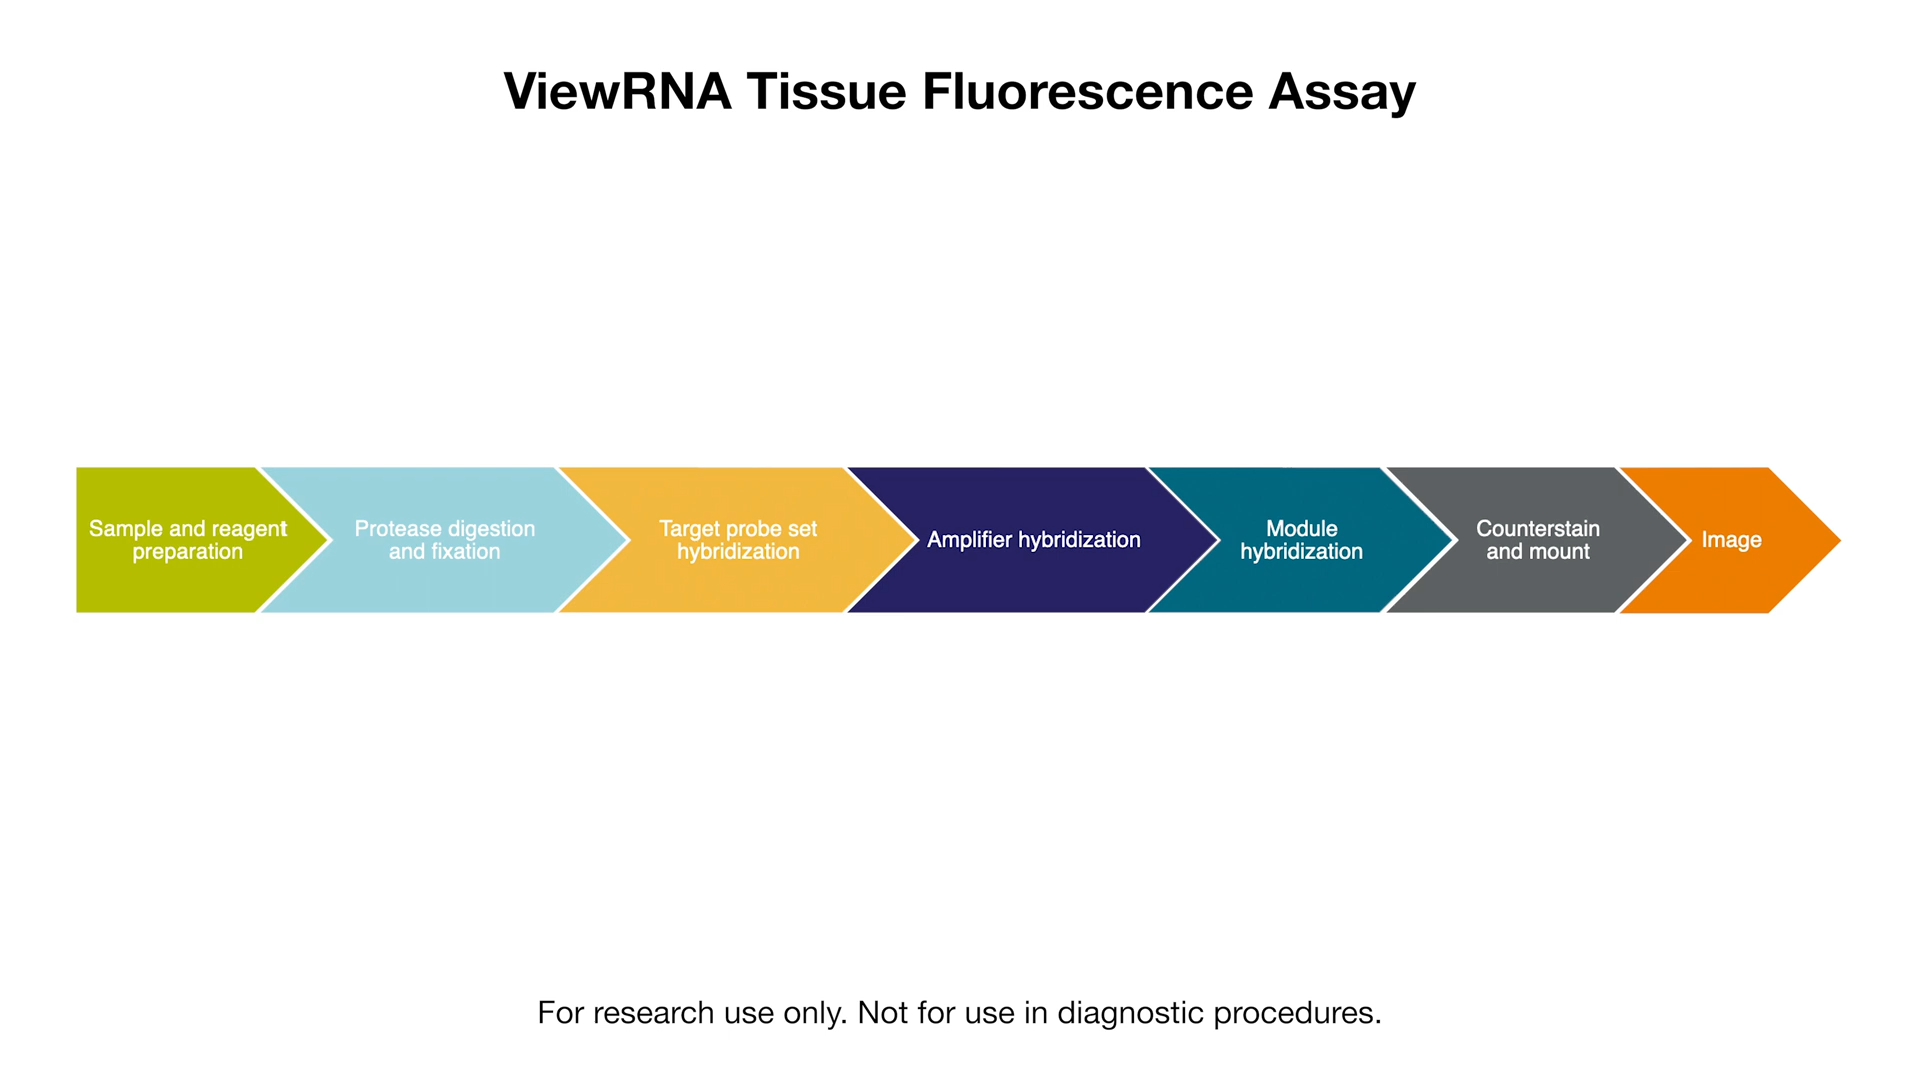 ViewRNA Tissue Fluorescence Assay
Sample and reagent
preparation
Protease digestion
and fixation
Target probe set
hybridization
Amplifier hybridization
Module
hybridization
Counterstain
and mount
Image
For research use only. Not for use in diagnostic procedures.